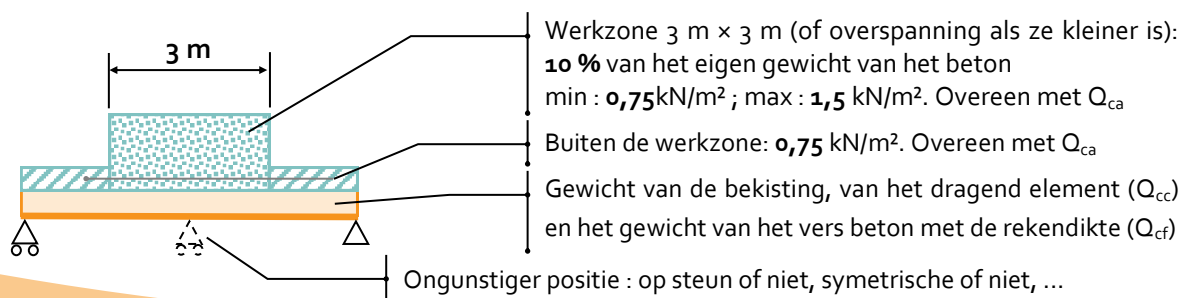 3 m
Werkzone 3 m × 3 m (of overspanning als ze kleiner is):
10 % van het eigen gewicht van het beton
min : 0,75kN/m² ; max : 1,5 kN/m². Overeen met Qca
Buiten de werkzone: 0,75 kN/m². Overeen met Qca
Gewicht van de bekisting, van het dragend element (Qcc)
en het gewicht van het vers beton met de rekendikte (Qcf)
Ongunstiger positie : op steun of niet, symetrische of niet, ...